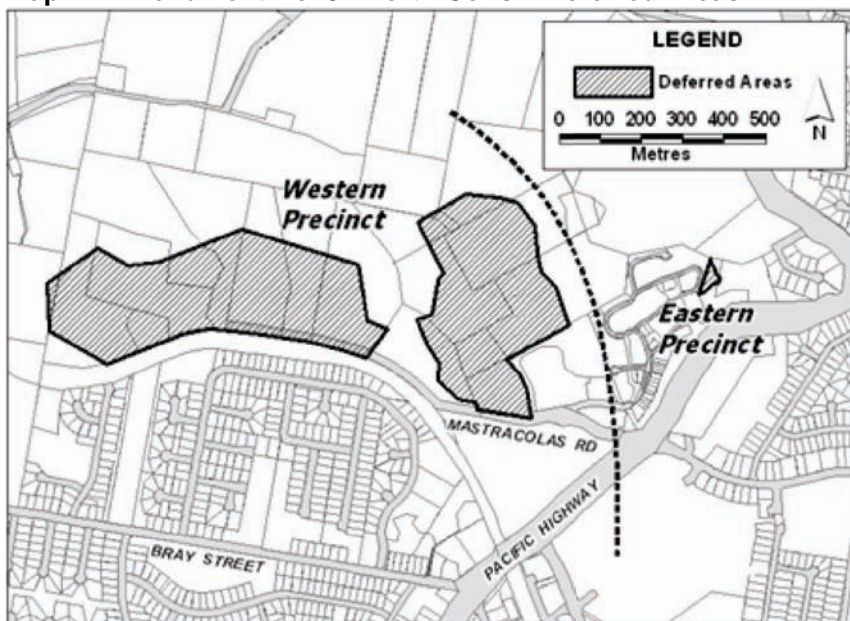 LEGEND
Deferred Areas
0 100 200 300 400 500
Metres
N
Western
Precinct
Eastern
Precinct
MASTRACOLAS RD
PACIFIC HIGHWAY
BRAY STREET